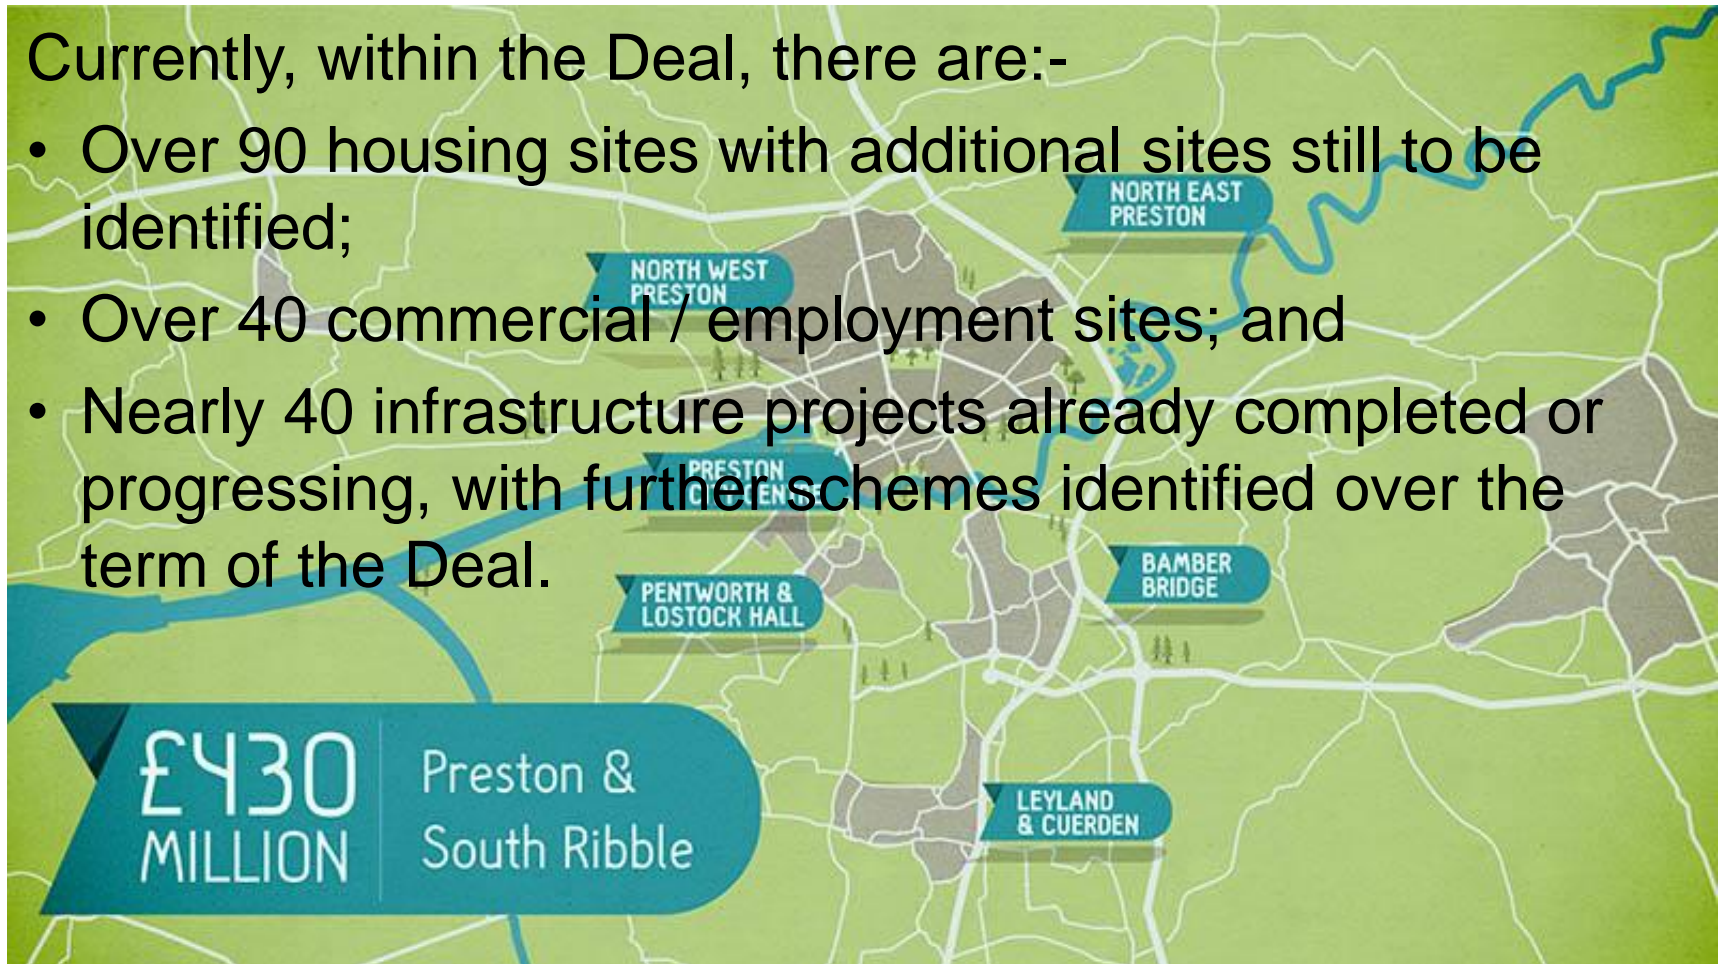 Currently, within the Deal, there are:-
• Over 90 housing sites with additional sites still to be
identified;
• Over 40 commercial / employment sites; and
• Nearly 40 infrastructure projects already completed or
progressing, with further schemes identified over the
term of the Deal.
NORTH EAST
PRESTON
NORTH WEST
PRESTON
PRESTON
PENTWORTH &
LOSTOCK HALL
BAMBER
BRIDGE
LEYLAND
& CUERDEN
£430
MILLION
Preston &
South Ribble